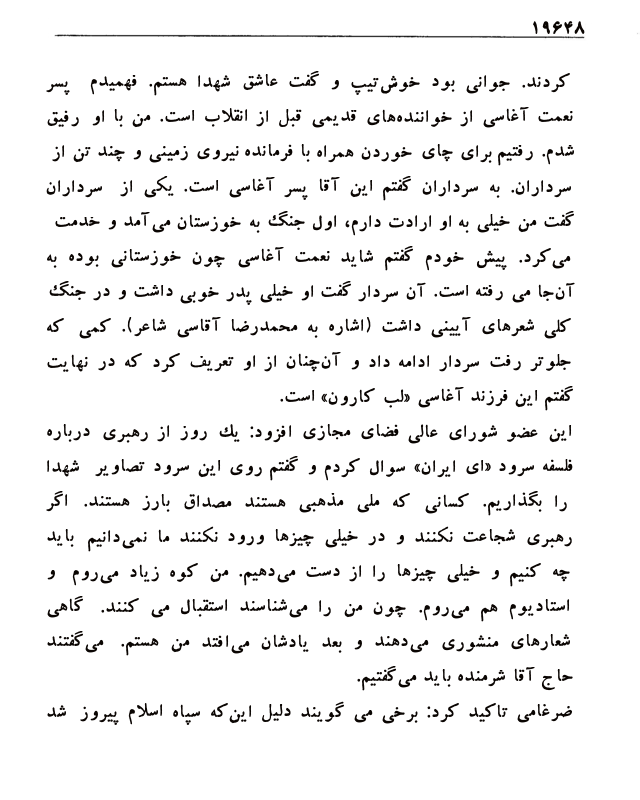 ۱۹۶۴۸
کردند. جوانی بود خوش‌تیپ و گفت عاشق شهدا هستم. فهمیدم پسر
نعمت آغاسی از خواننده‌های قدیمی قبل از انقلاب است. من با او رفیق
شدم. رفتیم برای چای خوردن همراه با فرمانده نیروی زمینی و چند تن از
سرداران. به سرداران گفتم این آقا پسر آغاسی است. یکی از سرداران
گفت من خیلی به او ارادت دارم، اول جنگ به خوزستان می‌آمد و خدمت
می‌کرد. پیش خودم گفتم شاید نعمت آغاسی چون خوزستانی بوده به
آن‌جا می رفته است. آن سردار گفت او خیلی پدر خوبی داشت و در جنگ
کلی شعرهای آیینی داشت (اشاره به محمدرضا آقاسی شاعر). کمی که
جلوتر رفت سردار ادامه داد و آن‌چنان از او تعریف کرد که در نهایت
گفتم این فرزند آغاسی «لب کارون» است.
این عضو شورای عالی فضای مجازی افزود: یك روز از رهبری درباره
فلسفه سرود «ای ایران» سوال کردم و گفتم روی این سرود تصاویر شهدا
را بگذاریم. کسانی که ملی مذهبی هستند مصداق بارز هستند. اگر
رهبری شجاعت نکنند و در خیلی چیزها ورود نکنند ما نمی‌دانیم باید
چه کنیم و خیلی چیزها را از دست می‌دهیم. من کوه زیاد می‌روم و
استادیوم هم می‌روم. چون من را می‌شناسند استقبال می کنند. گاهی
شعارهای منشوری می‌دهند و بعد یادشان می‌افتد من هستم. می‌گفتند
حاج آقا شرمنده باید می‌گفتیم.
ضرغامی تاکید کرد: برخی می گویند دلیل این‌که سپاه اسلام پیروز شد